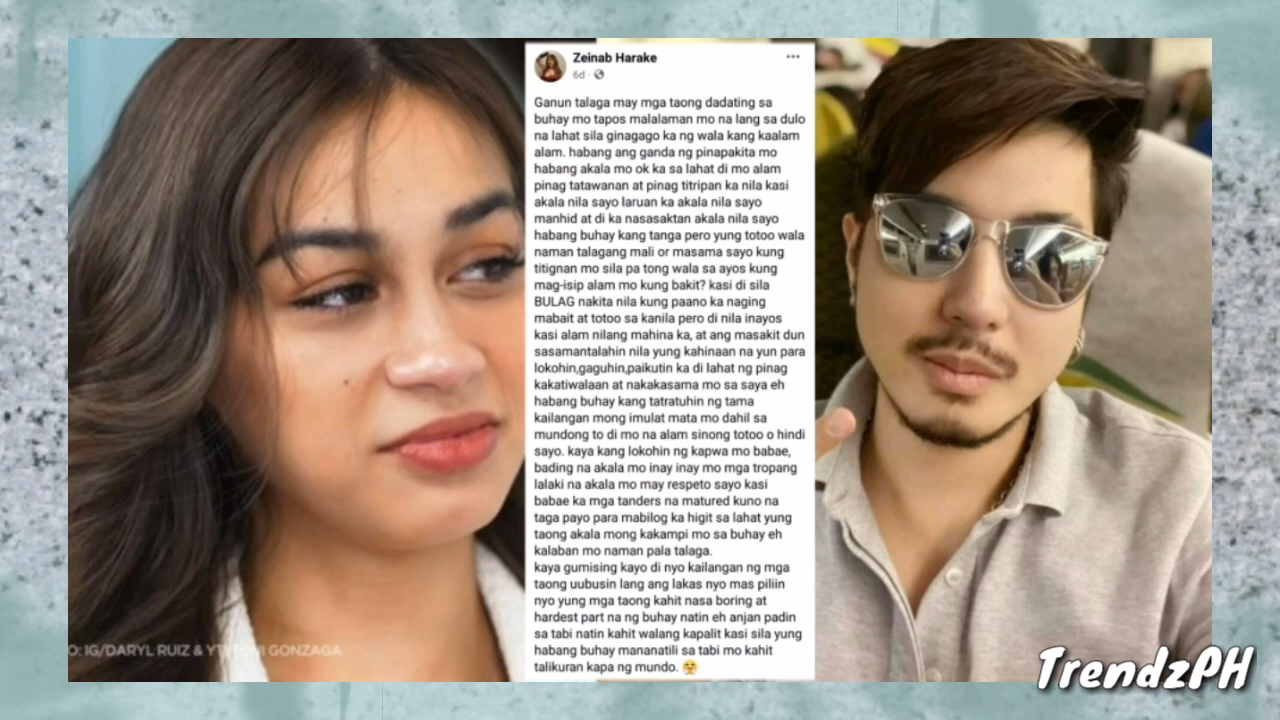 Zeinab Harake
6d
Ganun talaga may mga taong dadating sa
buhay mo tapos malalaman mo na lang sa dulo
na lahat sila ginagago ka ng wala kang kaalam
alam. habang ang ganda ng pinapakita mo
habang akala mo ok ka sa lahat di mo alam
pinag tatawanan at pinag titripan ka nila kasi
akala nila sayo laruan ka akala nila sayo
manhid at di ka nasasaktan akala nila sayo
habang buhay kang tanga pero yung totoo wala
naman talagang mali or masama sayo kung
titignan mo sila pa tong wala sa ayos kung
mag-isip alam mo kung bakit? kasi di sila
BULAG nakita nila kung paano ka naging
mabait at totoo sa kanila pero di nila inayos
kasi alam nilang mahina ka, at ang masakit dun
sasamantalahin nila yung kahinaan na yun para
lokohin,gaguhin,paikutin ka di lahat ng pinag
kakatiwalaan at nakakasama mo sa saya eh
habang buhay kang tatratuhin ng tama
kailangan mong imulat mata mo dahil sa
mundong to di mo na alam sinong totoo o hindi
sayo. kaya kang lokohin ng kapwa mo babae,
bading na akala mo inay inay mo mga tropang
lalaki na akala mo may respeto sayo kasi
babae ka mga tanders na matured kuno na
taga payo para mabilog ka higit sa lahat yung
taong akala mong kakampi mo sa buhay eh
kalaban mo naman pala talaga.
kaya gumising kayo di nyo kailangan ng mga
taong uubusin lang ang lakas nyo mas piliin
nyo yung mga taong kahit nasa boring at
hardest part na ng buhay natin eh anjan padin
sa tabi natin kahit walang kapalit kasi sila yung
habang buhay mananatili sa tabi mo kahit
talikuran kapa ng mundo.
O: IG/DARYL RUIZ & YT/TONI GONZAGA
TrendzPH